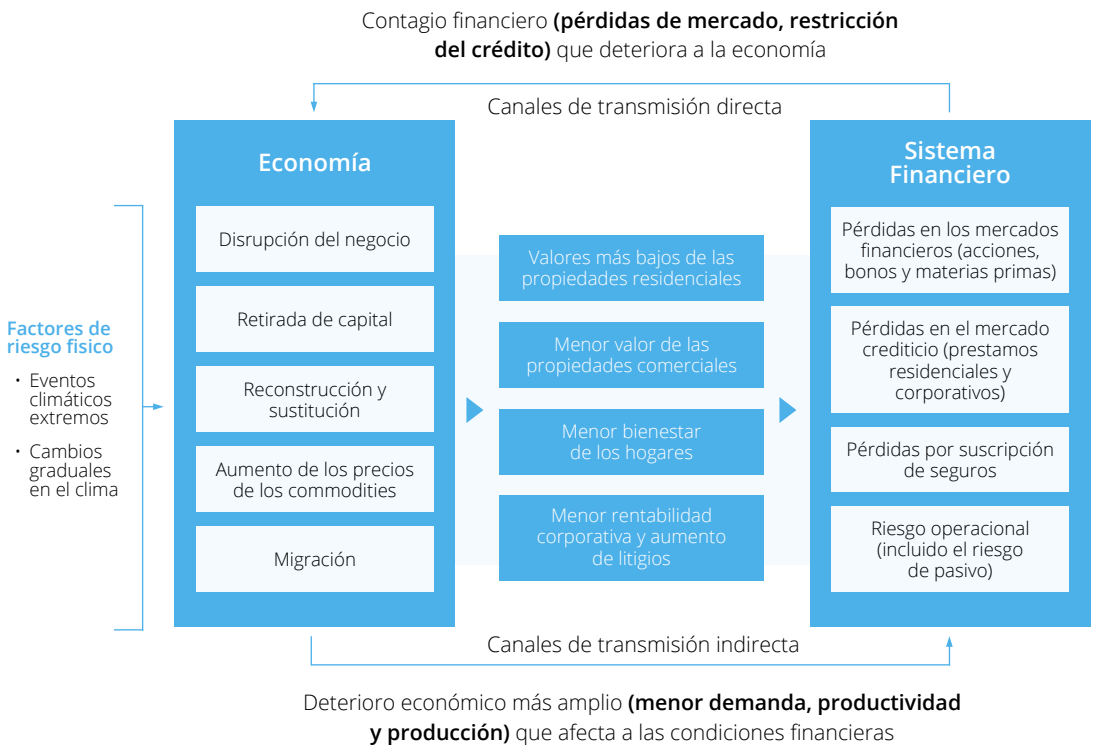 Contagio financiero (pérdidas de mercado, restricción
del crédito) que deteriora a la economía
Canales de transmisión directa
Factores de
riesgo fisico
• Eventos
climáticos
extremos
• Cambios
graduales
en el clima
Economía
Disrupción del negocio
Retirada de capital
Reconstrucción y
sustitución
Aumento de los precios
de los commodities
Migración
Valores más bajos de las
propiedades residenciales
Menor valor de las
propiedades comerciales
Menor bienestar
de los hogares
Menor rentabilidad
corporativa y aumento
de litigios
Sistema
Financiero
Pérdidas en los mercados
financieros (acciones,
bonos y materias primas)
Pérdidas en el mercado
crediticio (prestamos
residenciales y
corporativos)
Pérdidas por suscripción
de seguros
Riesgo operacional
(incluido el riesgo
de pasivo)
Canales de transmisión indirecta
Deterioro económico más amplio (menor demanda, productividad
y producción) que afecta a las condiciones financieras